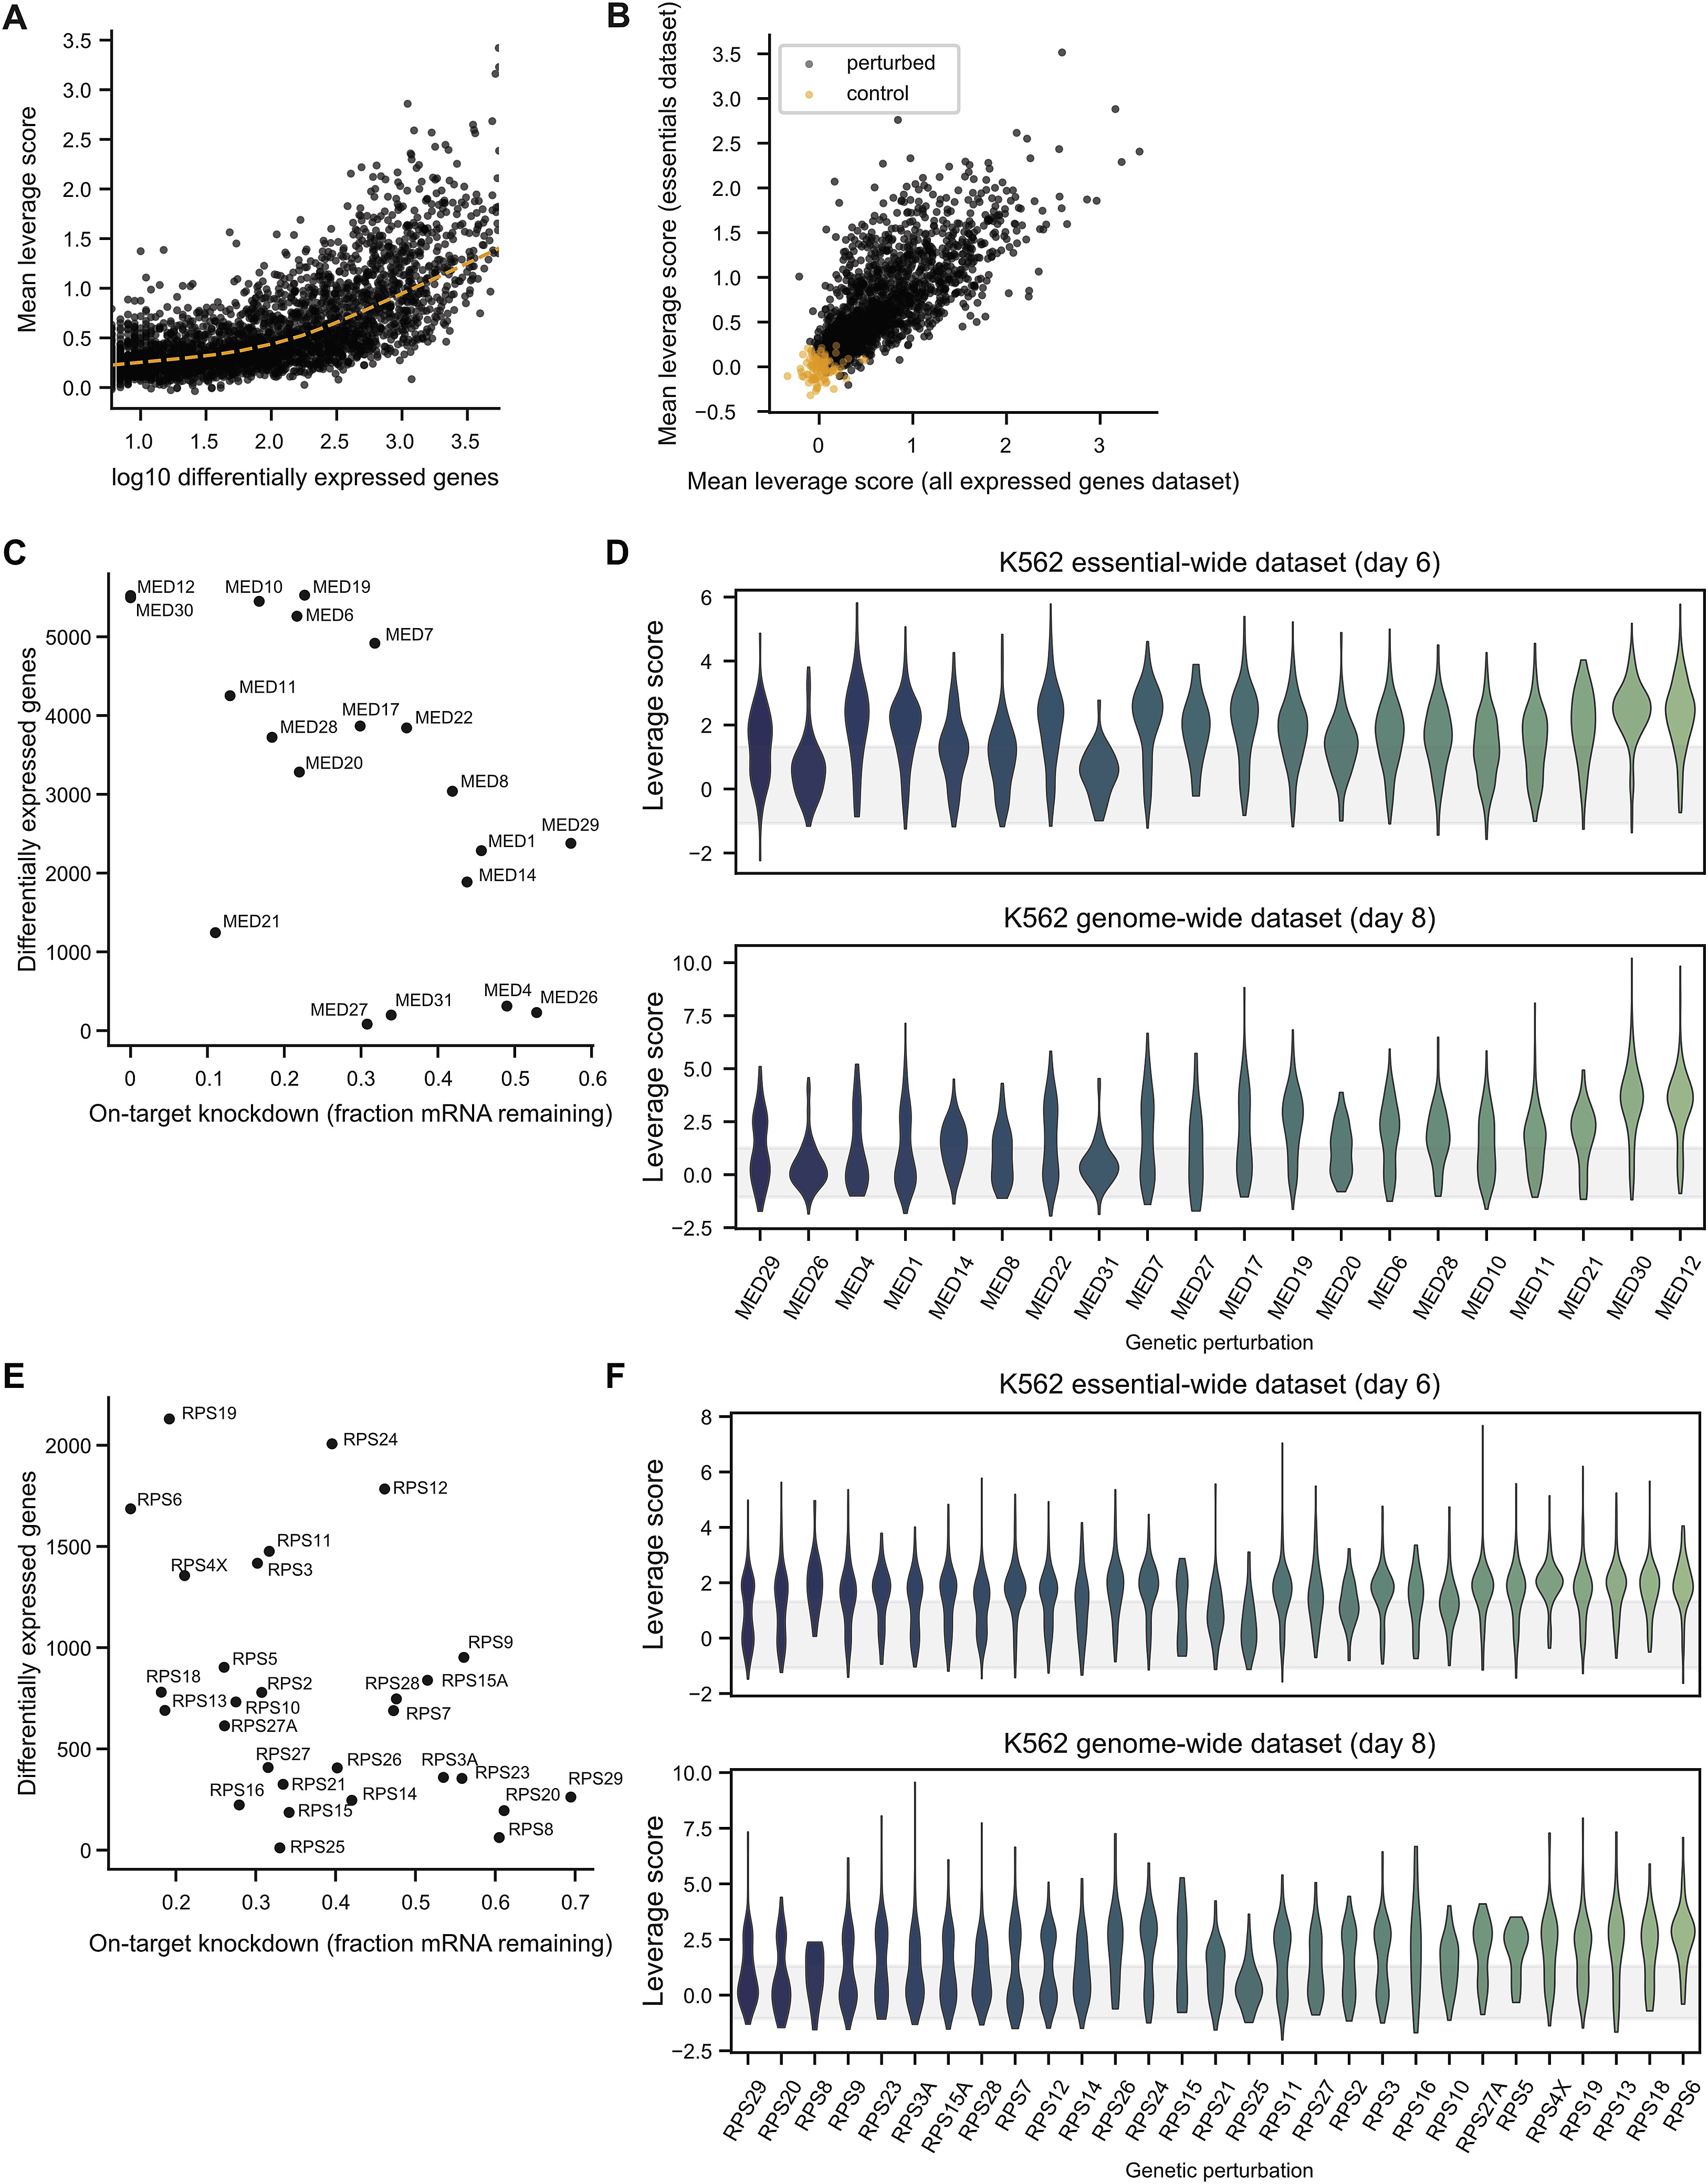 A
Mean leverage score
3.5
3.0
2.5
2.0
1.5
1.0
0.5
0.0
1.0 1.5 2.0 2.5 3.0 3.5
log10 differentially expressed genes
B
Mean leverage score (essentials dataset)
perturbed
control
3.5
3.0
2.5
2.0
1.5
1.0
0.5
0.0
−0.5
0 1 2 3
Mean leverage score (all expressed genes dataset)
C
Differentially expressed genes
MED12
MED30
MED10
MED19
MED6
MED7
MED11
MED17
MED22
MED28
MED20
MED8
MED29
MED1
MED14
MED21
MED27
MED31
MED4
MED26
5000
4000
3000
2000
1000
0
0 0.1 0.2 0.3 0.4 0.5 0.6
On-target knockdown (fraction mRNA remaining)
D
K562 essential-wide dataset (day 6)
Leverage score
6
4
2
0
−2
K562 genome-wide dataset (day 8)
Leverage score
10.0
7.5
5.0
2.5
0.0
−2.5
MED29 MED26 MED4 MED1 MED14 MED8 MED22 MED31 MED7 MED27 MED17 MED19 MED20 MED6 MED28 MED10 MED11 MED21 MED30 MED12
Genetic perturbation
E
Differentially expressed genes
RPS19
RPS24
RPS12
RPS6
RPS11
RPS3
RPS4X
RPS9
RPS5
RPS18
RPS2
RPS28
RPS15A
RPS13
RPS10
RPS7
RPS27A
RPS27
RPS26
RPS3A
RPS23
RPS29
RPS21
RPS16
RPS14
RPS20
RPS15
RPS8
RPS25
2000
1500
1000
500
0
0.2 0.3 0.4 0.5 0.6 0.7
On-target knockdown (fraction mRNA remaining)
F
K562 essential-wide dataset (day 6)
Leverage score
8
6
4
2
0
−2
K562 genome-wide dataset (day 8)
Leverage score
10.0
7.5
5.0
2.5
0.0
−2.5
RPS29 RPS20 RPS8 RPS9 RPS23 RPS3A RPS15A RPS28 RPS7 RPS12 RPS14 RPS26 RPS24 RPS15 RPS21 RPS25 RPS11 RPS27 RPS2 RPS3 RPS16 RPS10 RPS27A RPS5 RPS4X RPS19 RPS13 RPS18 RPS6
Genetic perturbation